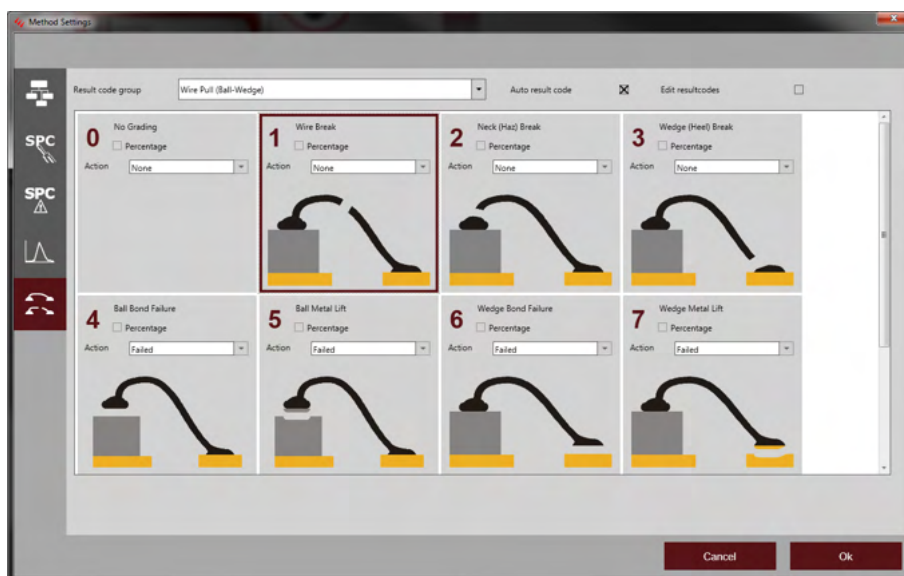 Method Settings
Result code group Wire Pull (Ball-Wedge) Auto result code Edit resultcodes
SPC
SPC
0 No Grading
Percentage
Action None
1 Wire Break
Percentage
Action None
2 Neck (Haz) Break
Percentage
Action None
3 Wedge (Heel) Break
Percentage
Action None
4 Ball Bond Failure
Percentage
Action Failed
5 Ball Metal Lift
Percentage
Action Failed
6 Wedge Bond Failure
Percentage
Action Failed
7 Wedge Metal Lift
Percentage
Action Failed
Cancel Ok